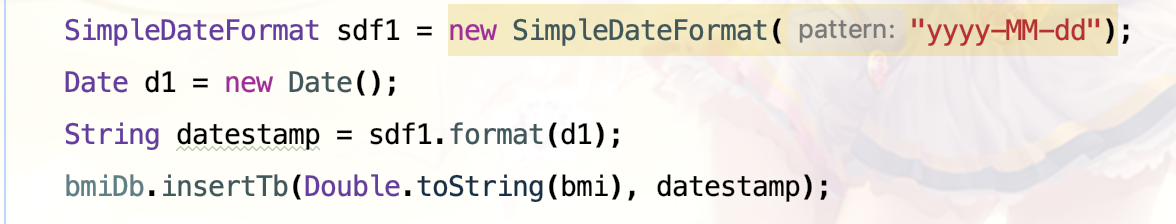 SimpleDateFormat sdf1 = new SimpleDateFormat( pattern: "yyyy-MM-dd");
Date d1 = new Date();
String datestamp = sdf1.format(d1);
bmiDb.insertTb(Double.toString(bmi), datestamp);